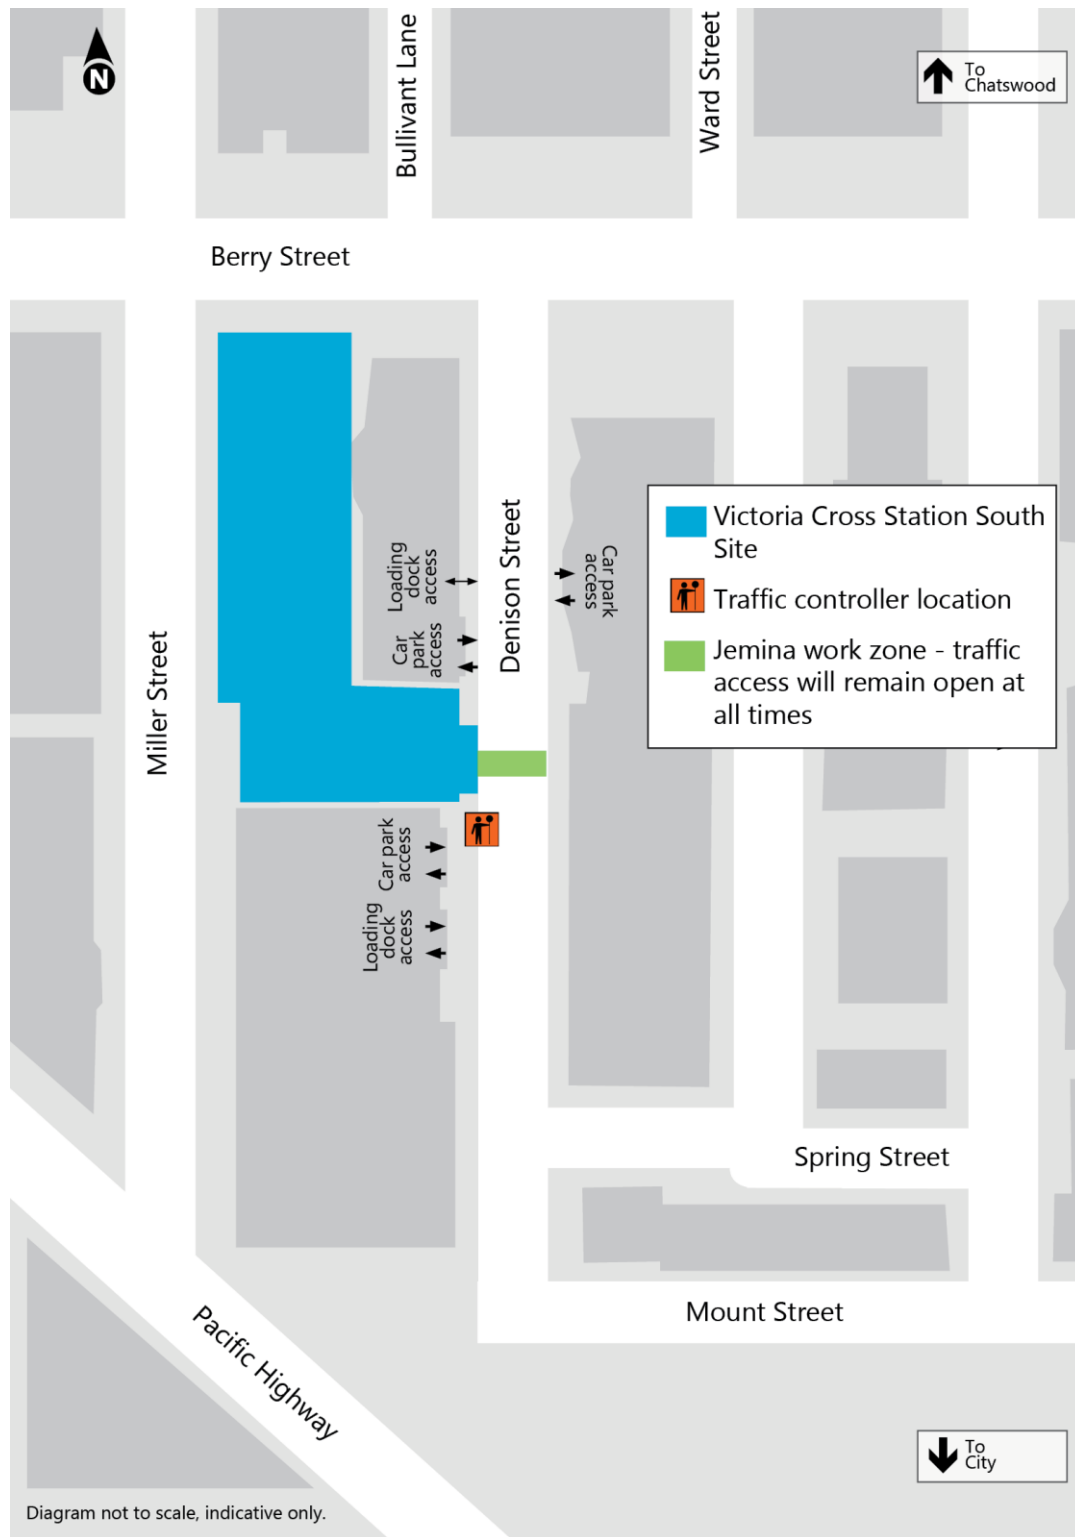 N
Bullivant Lane
Ward Street
To
Chatswood
Berry Street
Miller Street
Denison Street
Loading
dock
access
Car
park
access
Car park
access
Victoria Cross Station South
Site
Traffic controller location
Jemina work zone - traffic
access will remain open at
all times
Car park
access
Loading
dock
access
Spring Street
Mount Street
Pacific Highway
To
City
Diagram not to scale, indicative only.